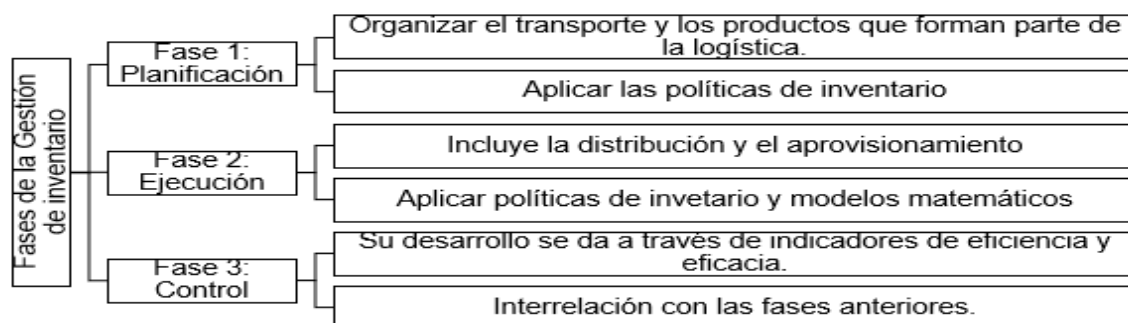 Fases de la Gestión
de inventario
Fase 1:
Planificación
Organizar el transporte y los productos que forman parte de
la logística.
Aplicar las políticas de inventario
Fase 2:
Ejecución
Incluye la distribución y el aprovisionamiento
Aplicar políticas de invetario y modelos matemáticos
Fase 3:
Control
Su desarrollo se da a través de indicadores de eficiencia y
eficacia.
Interrelación con las fases anteriores.